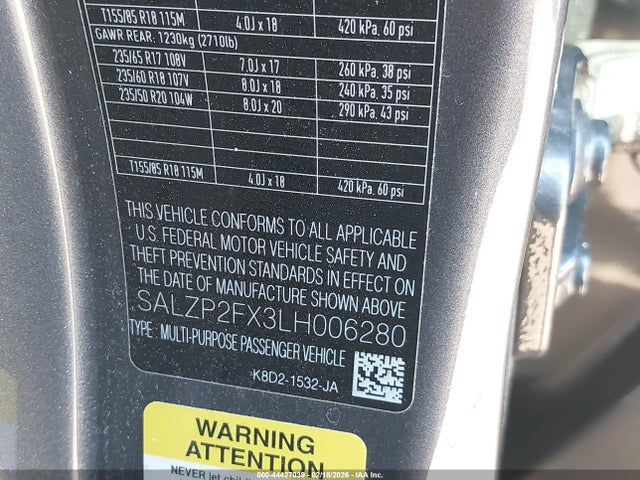 T155/85 R18 115M 4.0J x 18 420 kPa, 60 psi
GAWR REAR. 1230kg (2710lb)
235/65 R17 108V 7.0J x 17 260 kPa, 38 psi
235/60 R18 107V 8.0J x 18 240 kPa, 35 psi
235/50 R20 104W 8.0J x 20 290 kPa, 43 psi
T155/85 R18 115M 4.0J x 18 420 kPa, 60 psi
THIS VEHICLE CONFORMS TO ALL APPLICABLE
U.S. FEDERAL MOTOR VEHICLE SAFETY AND
THEFT PREVENTION STANDARDS IN EFFECT ON
THE DATE OF MANUFACTURE SHOWN ABOVE
SALZP2FX3LH006280
TYPE: MULTI-PURPOSE PASSENGER VEHICLE
K8D2-1532-JA
WARNING
ATTENTION
NEVER let
000-44427039 - 02/18/2026 - Copyright © IAA, LLC.